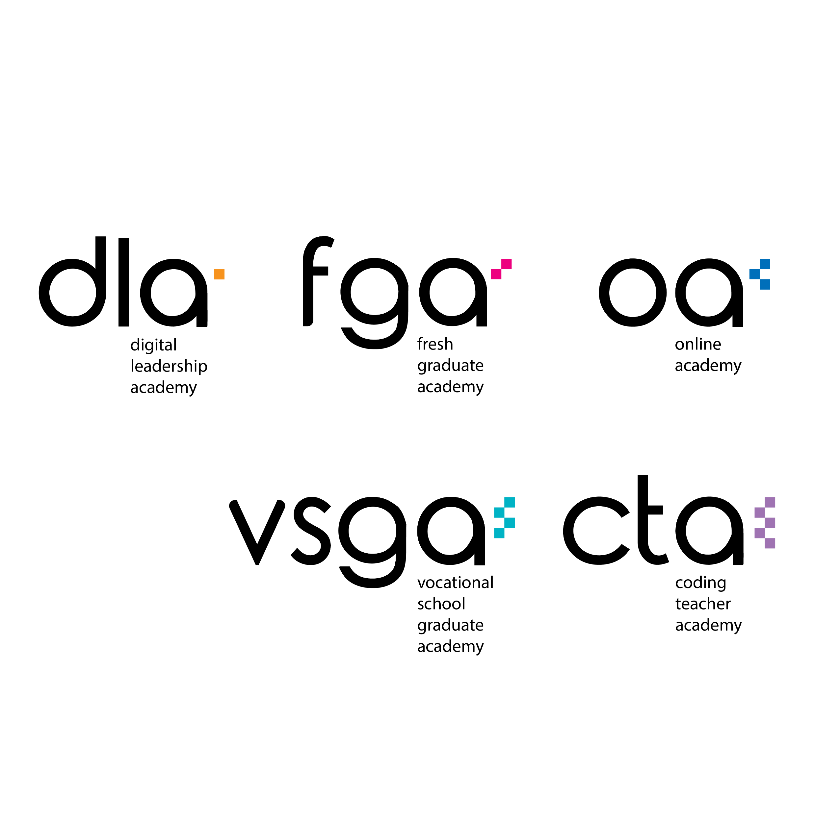 dla
digital
leadership
academy
fga
fresh
graduate
academy
oa
online
academy
vsga
vocational
school
graduate
academy
cta
coding
teacher
academy